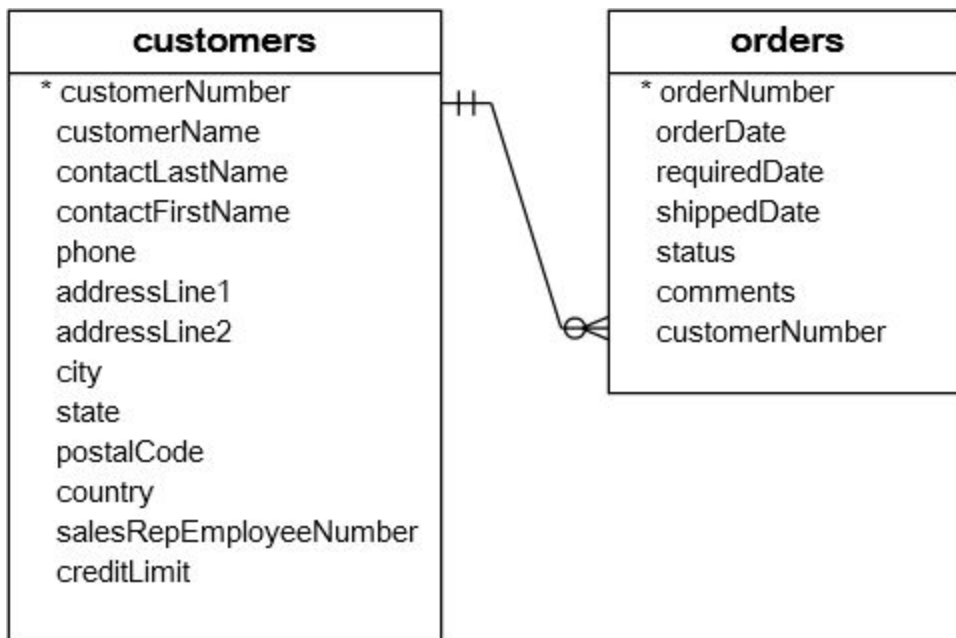 customers
* customerNumber
customerName
contactLastName
contactFirstName
phone
addressLine1
addressLine2
city
state
postalCode
country
salesRepEmployeeNumber
creditLimit
orders
* orderNumber
orderDate
requiredDate
shippedDate
status
comments
customerNumber